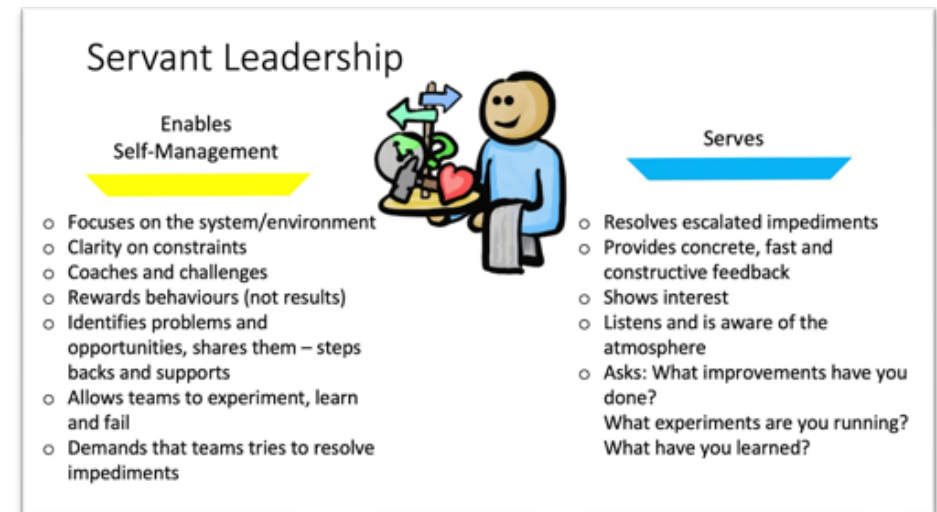 Servant Leadership
Enables
Self-Management
o Focuses on the system/environment
o Clarity on constraints
o Coaches and challenges
o Rewards behaviours (not results)
o Identifies problems and
opportunities, shares them – steps
backs and supports
o Allows teams to experiment, learn
and fail
o Demands that teams tries to resolve
impediments
Serves
o Resolves escalated impediments
o Provides concrete, fast and
constructive feedback
o Shows interest
o Listens and is aware of the
atmosphere
o Asks: What improvements have you
done?
What experiments are you running?
What have you learned?